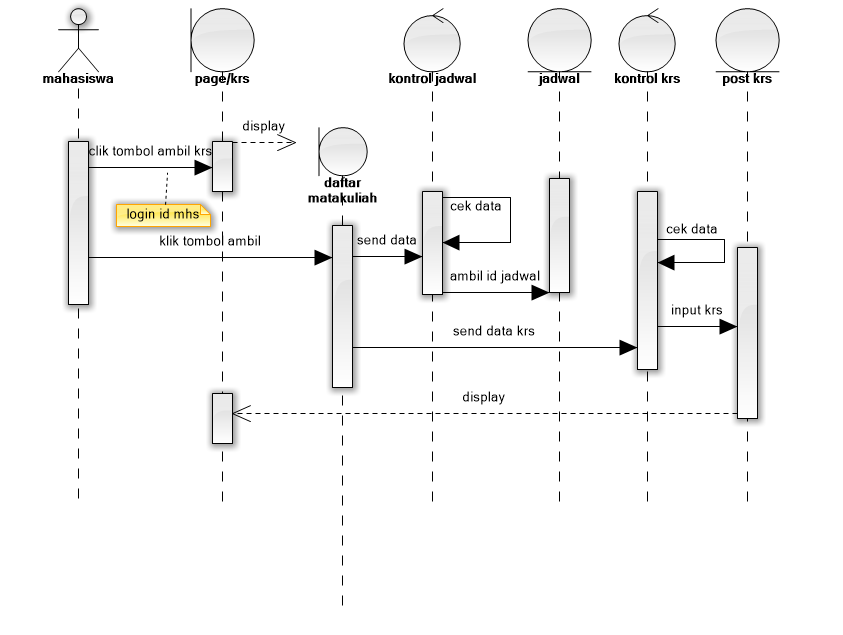 mahasiswa
page/krs
kontrol jadwal
jadwal
kontrol krs
post krs
display
clik tombol ambil krs
daftar
matakuliah
login id mhs
cek data
cek data
klik tombol ambil
send data
ambil id jadwal
input krs
send data krs
display